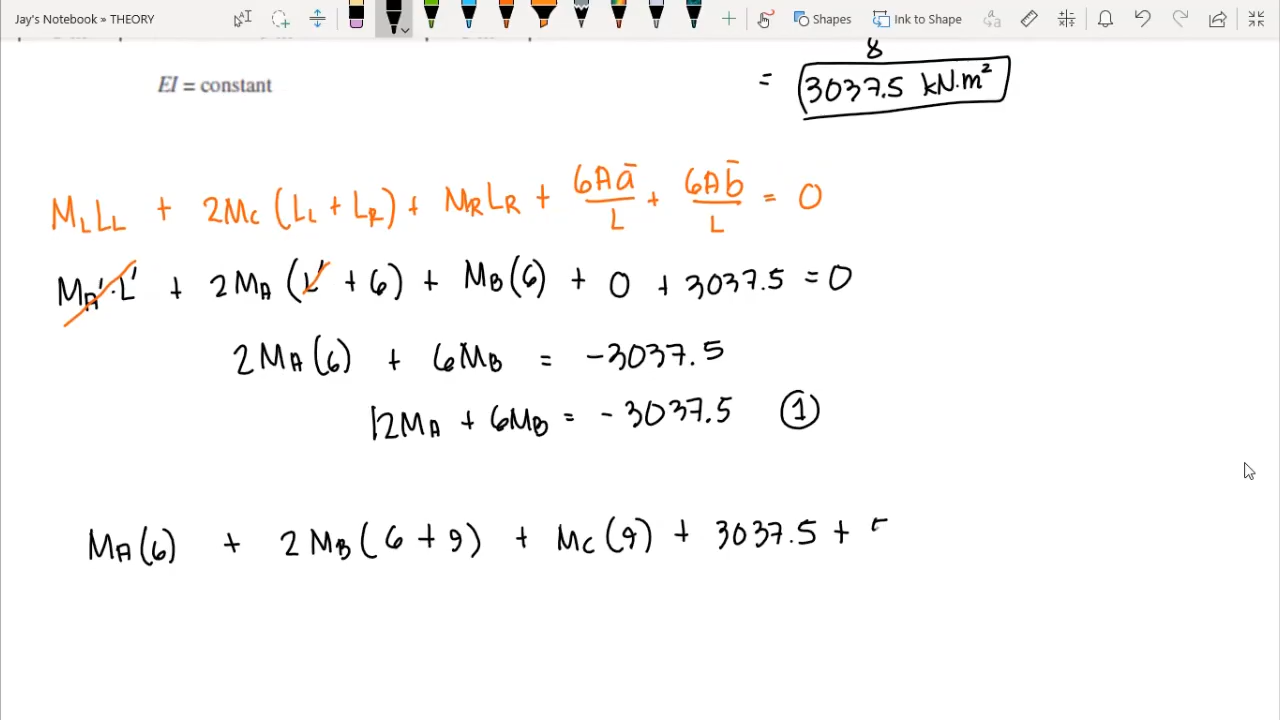 Jay's Notebook » THEORY
Shapes
Ink to Shape
8
EI = constant
= 3037.5 kN.m²
MLLL + 2Mc (LL + LR) + MRLR + 6Aā/L + 6Ab̄/L = 0
MA'·L' + 2MA (L' + 6) + MB(6) + 0 + 3037.5 = 0
2MA(6) + 6MB = -3037.5
12MA + 6MB = -3037.5 ①
MA(6) + 2MB(6 + 9) + Mc(9) + 3037.5 +